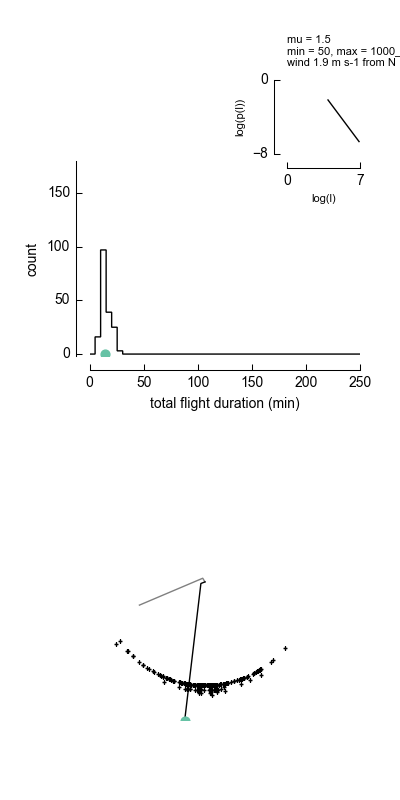 mu = 1.5
min = 50, max = 1000_
wind 1.9 m s-1 from N
0
log(p(l))
−8
0
7
log(l)
150
100
count
50
0
0
50
100
150
200
250
total flight duration (min)